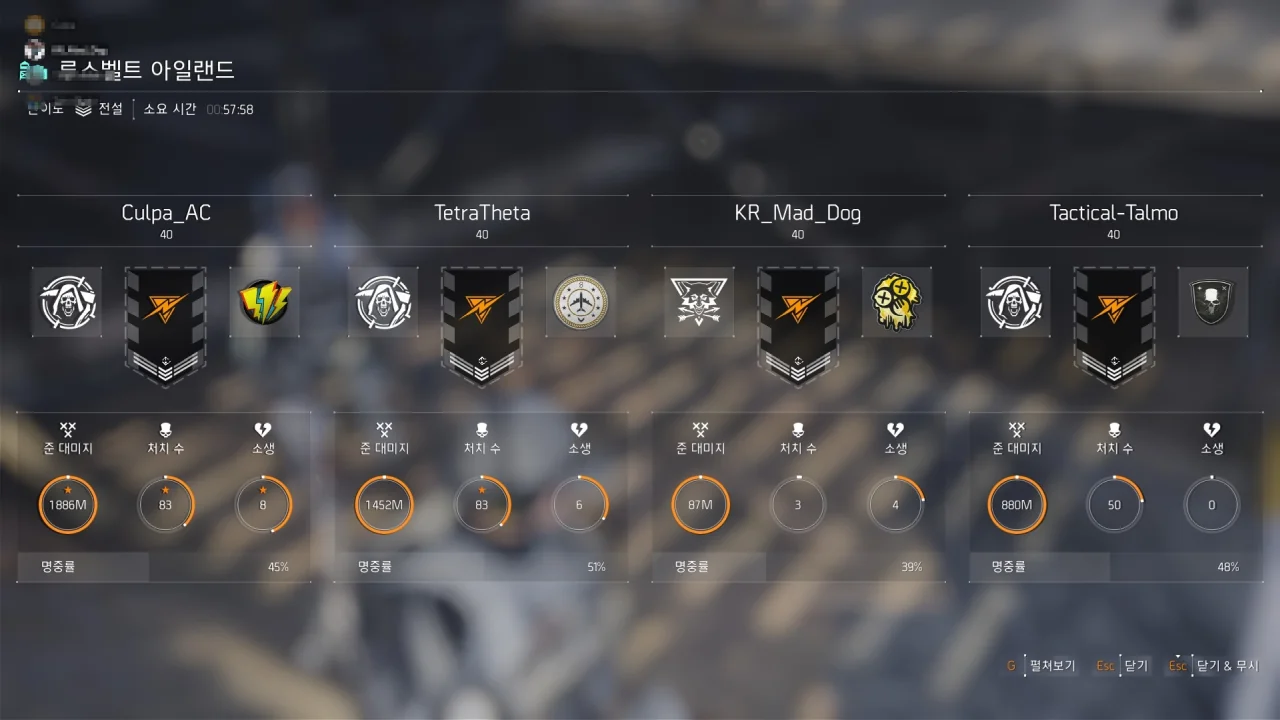 루스벨트 아일랜드
난이도 전설 소요 시간 00:57:58
Culpa_AC TetraTheta KR_Mad_Dog Tactical-Talmo
40 40 40 40
준 대미지 처치 수 소생 준 대미지 처치 수 소생 준 대미지 처치 수 소생 준 대미지 처치 수 소생
1886M 83 8 1452M 83 6 87M 3 4 880M 50 0
명중률 45% 명중률 51% 명중률 39% 명중률 48%
G 펼쳐보기 Esc 닫기 Esc 닫기 & 무시